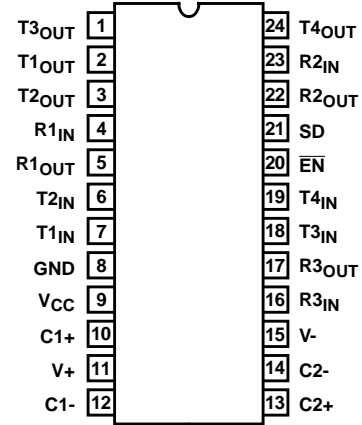 T3OUT 1 24 T4OUT
T1OUT 2 23 R2IN
T2OUT 3 22 R2OUT
R1IN 4 21 SD
R1OUT 5 20 E̅N̅
T2IN 6 19 T4IN
T1IN 7 18 T3IN
GND 8 17 R3OUT
VCC 9 16 R3IN
C1+ 10 15 V-
V+ 11 14 C2-
C1- 12 13 C2+